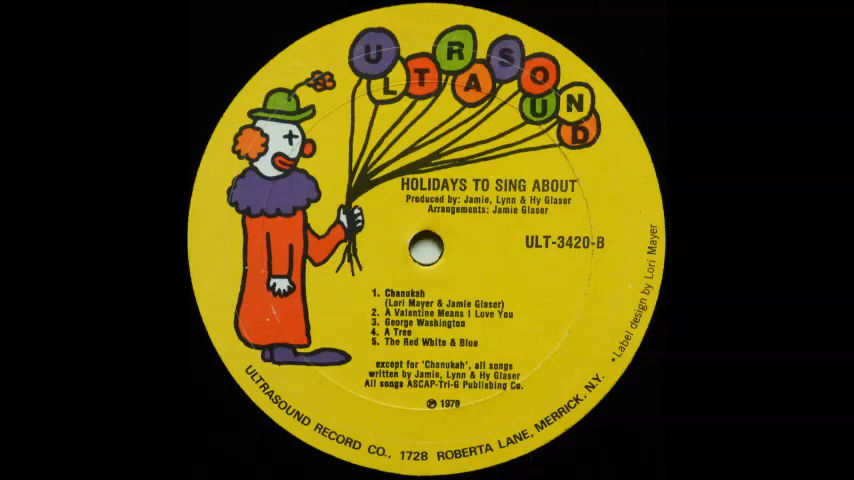 ULTRASOUND
HOLIDAYS TO SING ABOUT
Produced by: Jamie, Lynn & Hy Glaser
Arrangements: Jamie Glaser
ULT-3420-B
1. Chanukah
(Lori Mayer & Jamie Glaser)
2. A Valentine Means I Love You
3. George Washington
4. A Tree
5. The Red White & Blue
except for 'Chanukah', all songs
written by Jamie, Lynn & Hy Glaser
All songs ASCAP-Tri-G Publishing Co.
℗ 1979
• Label design by Lori Mayer
ULTRASOUND RECORD CO., 1728 ROBERTA LANE, MERRICK, N.Y.